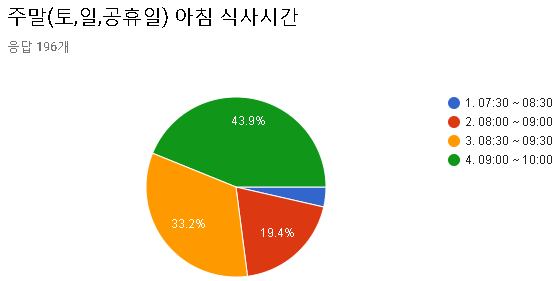 주말(토,일,공휴일) 아침 식사시간
응답 196개
43.9%
33.2%
19.4%
1. 07:30 ~ 08:30
2. 08:00 ~ 09:00
3. 08:30 ~ 09:30
4. 09:00 ~ 10:00